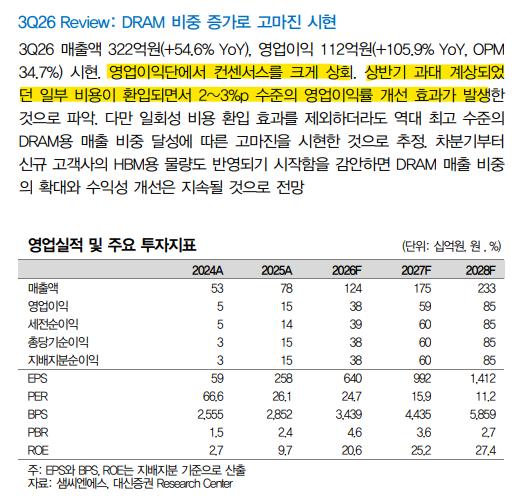 3Q26 Review: DRAM 비중 증가로 고마진 시현
3Q26 매출액 322억원(+54,6% YoY), 영업이익 112억원(+105,9% YoY, OPM
34,7%) 시현. 영업이익단에서 컨센서스를 크게 상회. 상반기 과대 계상되었
던 일부 비용이 환입되면서 2~3%p 수준의 영업이익률 개선 효과가 발생한
것으로 파악. 다만 일회성 비용 환입 효과를 제외하더라도 역대 최고 수준의
DRAM용 매출 비중 달성에 따른 고마진을 시현한 것으로 추정. 차분기부터
신규 고객사의 HBM용 물량도 반영되기 시작함을 감안하면 DRAM 매출 비중
의 확대와 수익성 개선은 지속될 것으로 전망
영업실적 및 주요 투자지표 (단위: 십억원, 원 , %)
2024A 2025A 2026F 2027F 2028F
매출액 53 78 124 175 233
영업이익 5 15 38 59 85
세전순이익 5 14 39 60 85
총당기순이익 3 15 38 60 85
지배지분순이익 3 15 38 60 85
EPS 59 258 640 992 1,412
PER 66,6 26,1 24,7 15,9 11,2
BPS 2,555 2,852 3,439 4,435 5,859
PBR 1,5 2,4 4,6 3,6 2,7
ROE 2,7 9,7 20,6 25,2 27,4
주: EPS와 BPS, ROE는 지배지분 기준으로 산출
자료: 샘씨엔에스, 대신증권 Research Center